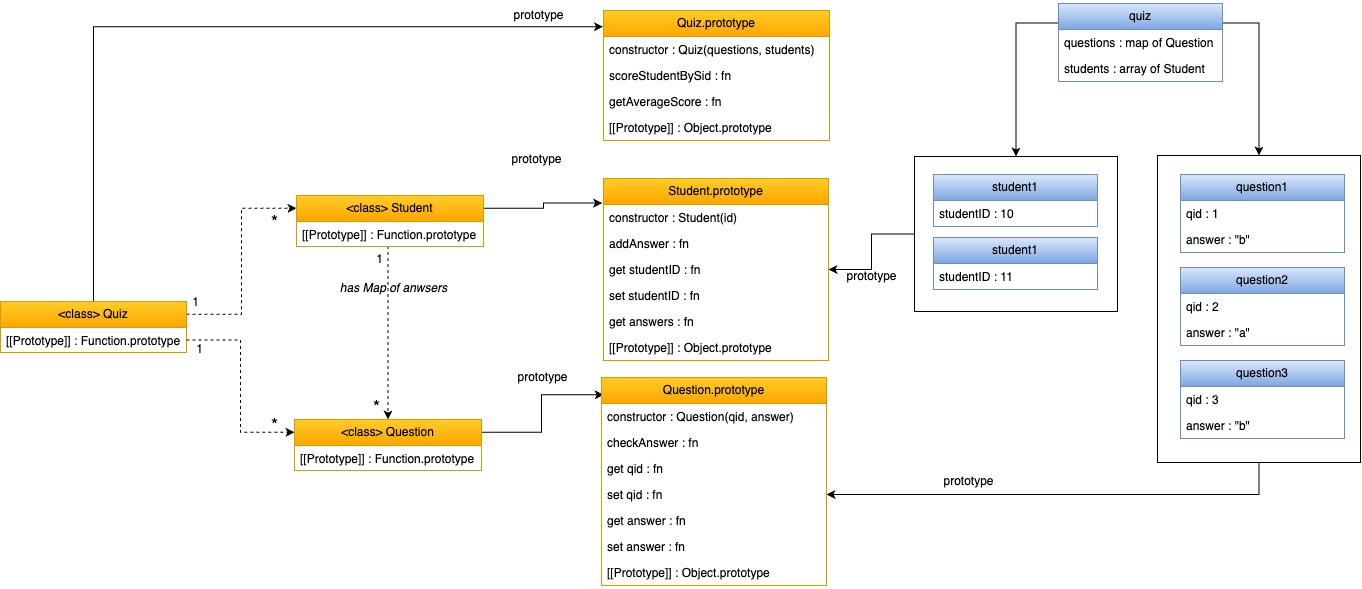 prototype
Quiz.prototype
constructor : Quiz(questions, students)
scoreStudentBySid : fn
getAverageScore : fn
[[Prototype]] : Object.prototype
quiz
questions : map of Question
students : array of Student
prototype
<class> Student
[[Prototype]] : Function.prototype
*
1
has Map of anwsers
Student.prototype
constructor : Student(id)
addAnswer : fn
get studentID : fn
set studentID : fn
get answers : fn
[[Prototype]] : Object.prototype
prototype
student1
studentID : 10
student1
studentID : 11
question1
qid : 1
answer : "b"
question2
qid : 2
answer : "a"
question3
qid : 3
answer : "b"
1
<class> Quiz
[[Prototype]] : Function.prototype
1
*
*
<class> Question
[[Prototype]] : Function.prototype
prototype
Question.prototype
constructor : Question(qid, answer)
checkAnswer : fn
get qid : fn
set qid : fn
get answer : fn
set answer : fn
[[Prototype]] : Object.prototype
prototype